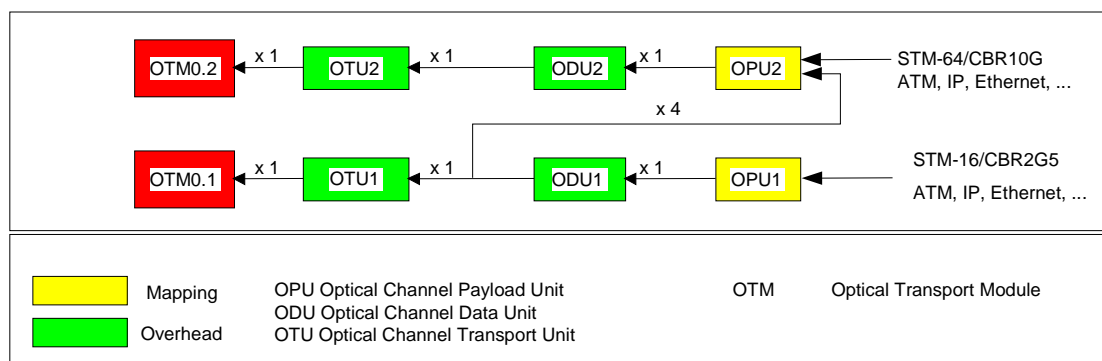 x 1 x 1 x 1
OTM0.2 OTU2 ODU2 OPU2 STM-64/CBR10G
ATM, IP, Ethernet, ...
x 4
x 1 x 1 x 1 STM-16/CBR2G5
OTM0.1 OTU1 ODU1 OPU1
ATM, IP, Ethernet, ...
Mapping OPU Optical Channel Payload Unit OTM Optical Transport Module
ODU Optical Channel Data Unit
Overhead OTU Optical Channel Transport Unit